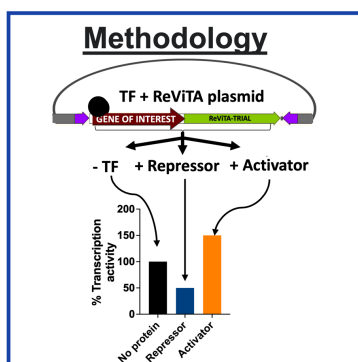 Methodology
TF + ReViTA plasmid
GENE OF INTEREST
ReViTA-TRIAL
- TF + Repressor + Activator
% Transcription
activity
200
150
100
50
0
No protein
Repressor
Activator